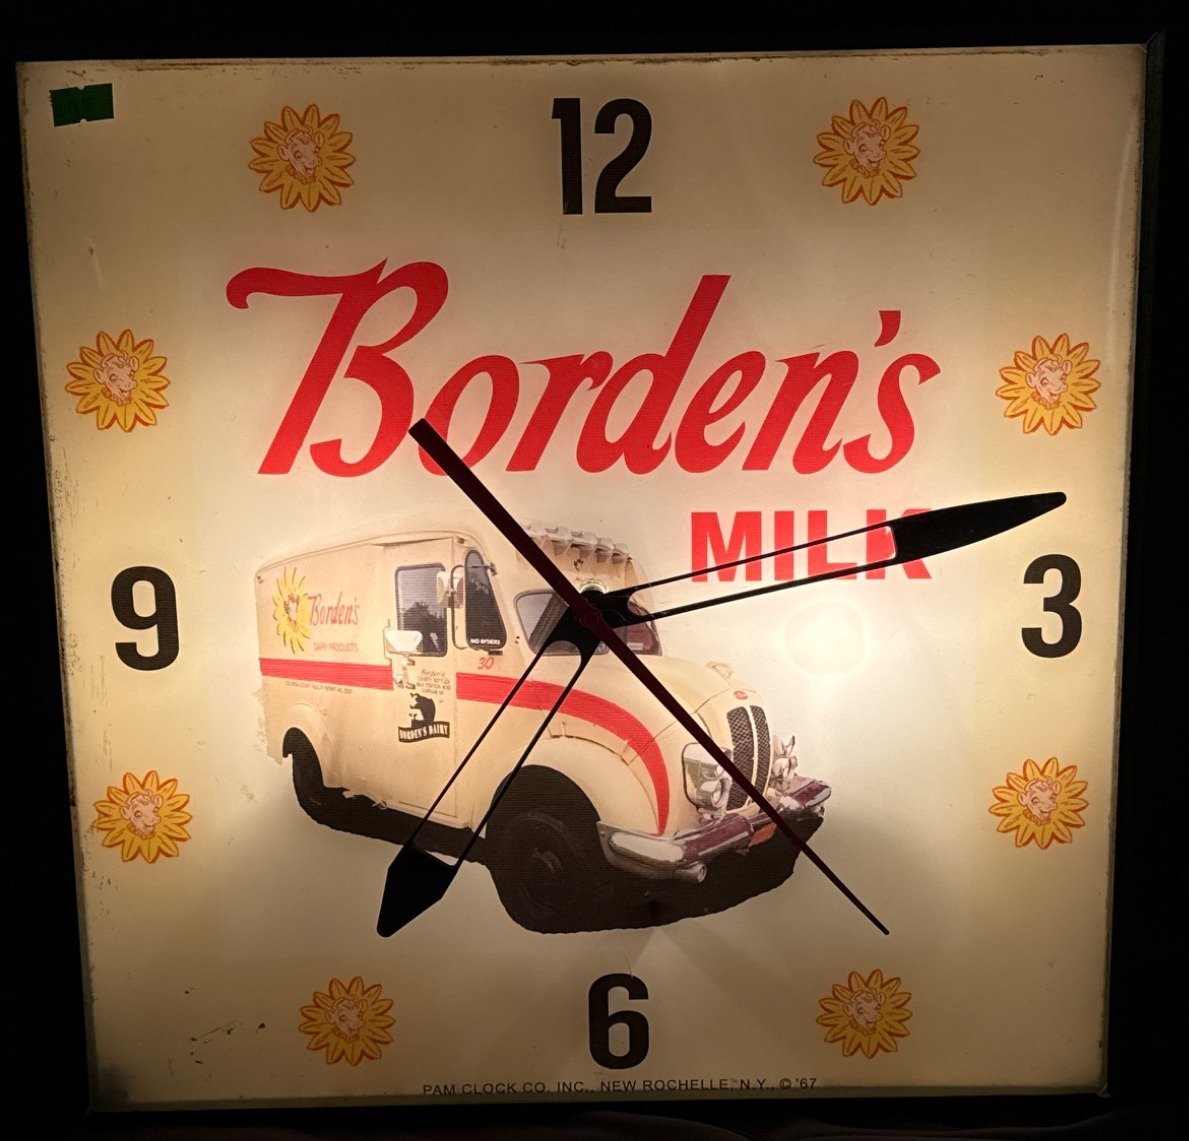 12
Borden's
MILK
9
3
Borden's
DAIRY PRODUCTS
30
BORDEN'S DAIRY
6
PAM CLOCK CO. INC., NEW ROCHELLE, N.Y., © '67